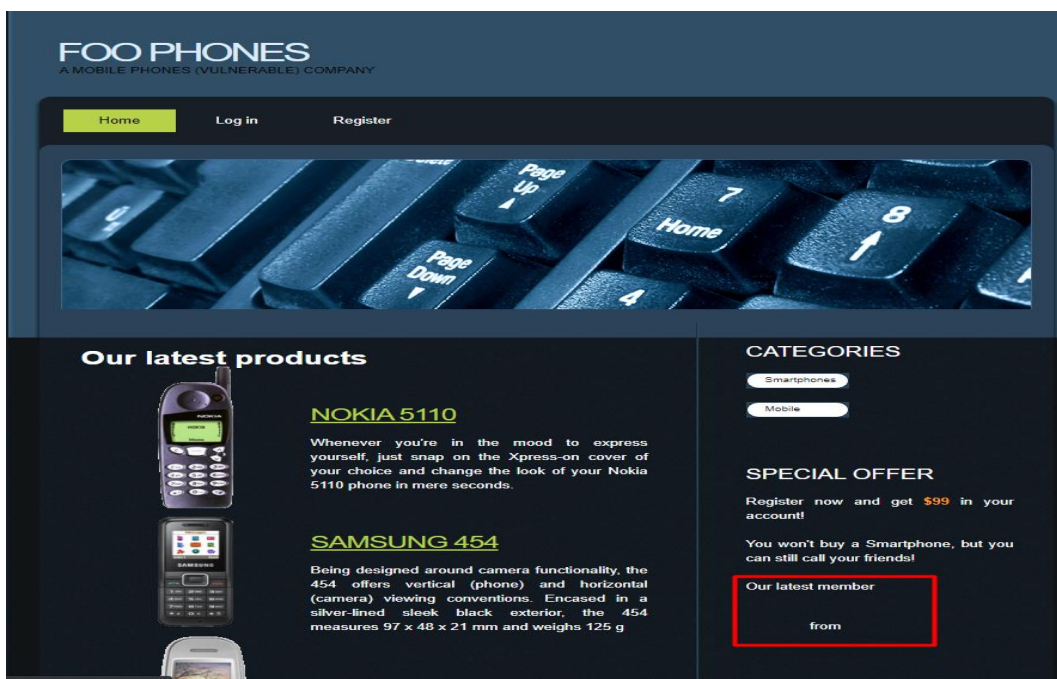 FOO PHONES
A MOBILE PHONES (VULNERABLE) COMPANY
Home
Log in
Register
Page
Up
Page
Down
7
Home
8
4
Our latest products
NOKIA
NOKIA 5110
Whenever you're in the mood to express
yourself, just snap on the Xpress-on cover of
your choice and change the look of your Nokia
5110 phone in mere seconds.
SAMSUNG
SAMSUNG 454
Being designed around camera functionality, the
454 offers vertical (phone) and horizontal
(camera) viewing conventions. Encased in a
silver-lined sleek black exterior, the 454
measures 97 x 48 x 21 mm and weighs 125 g
CATEGORIES
Smartphones
Mobile
SPECIAL OFFER
Register now and get $99 in your
account!
You won't buy a Smartphone, but you
can still call your friends!
Our latest member
from